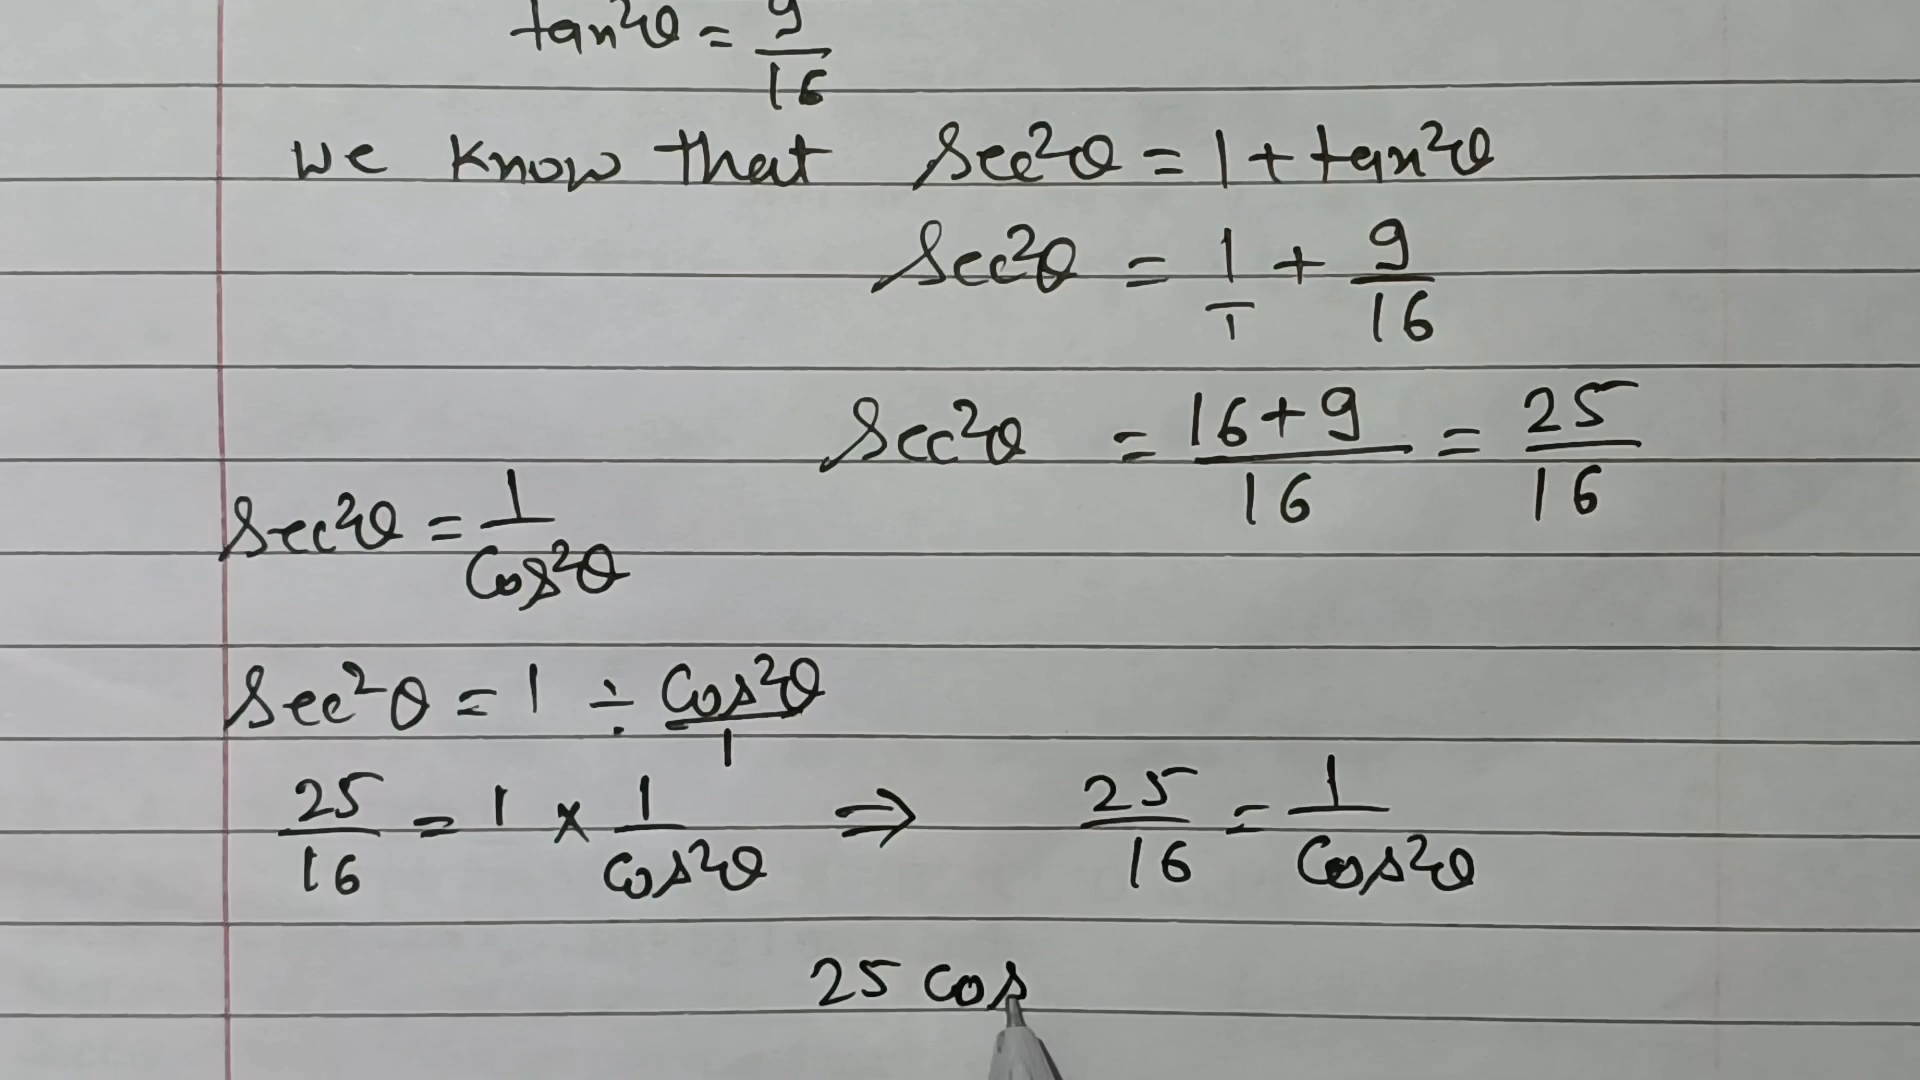 tan²θ = 9/16
We know that sec²θ = 1 + tan²θ
sec²θ = 1/1 + 9/16
sec²θ = (16+9)/16 = 25/16
sec²θ = 1/cos²θ
sec²θ = 1 ÷ cos²θ/1
25/16 = 1 × 1/cos²θ ⇒ 25/16 = 1/cos²θ
25 cos